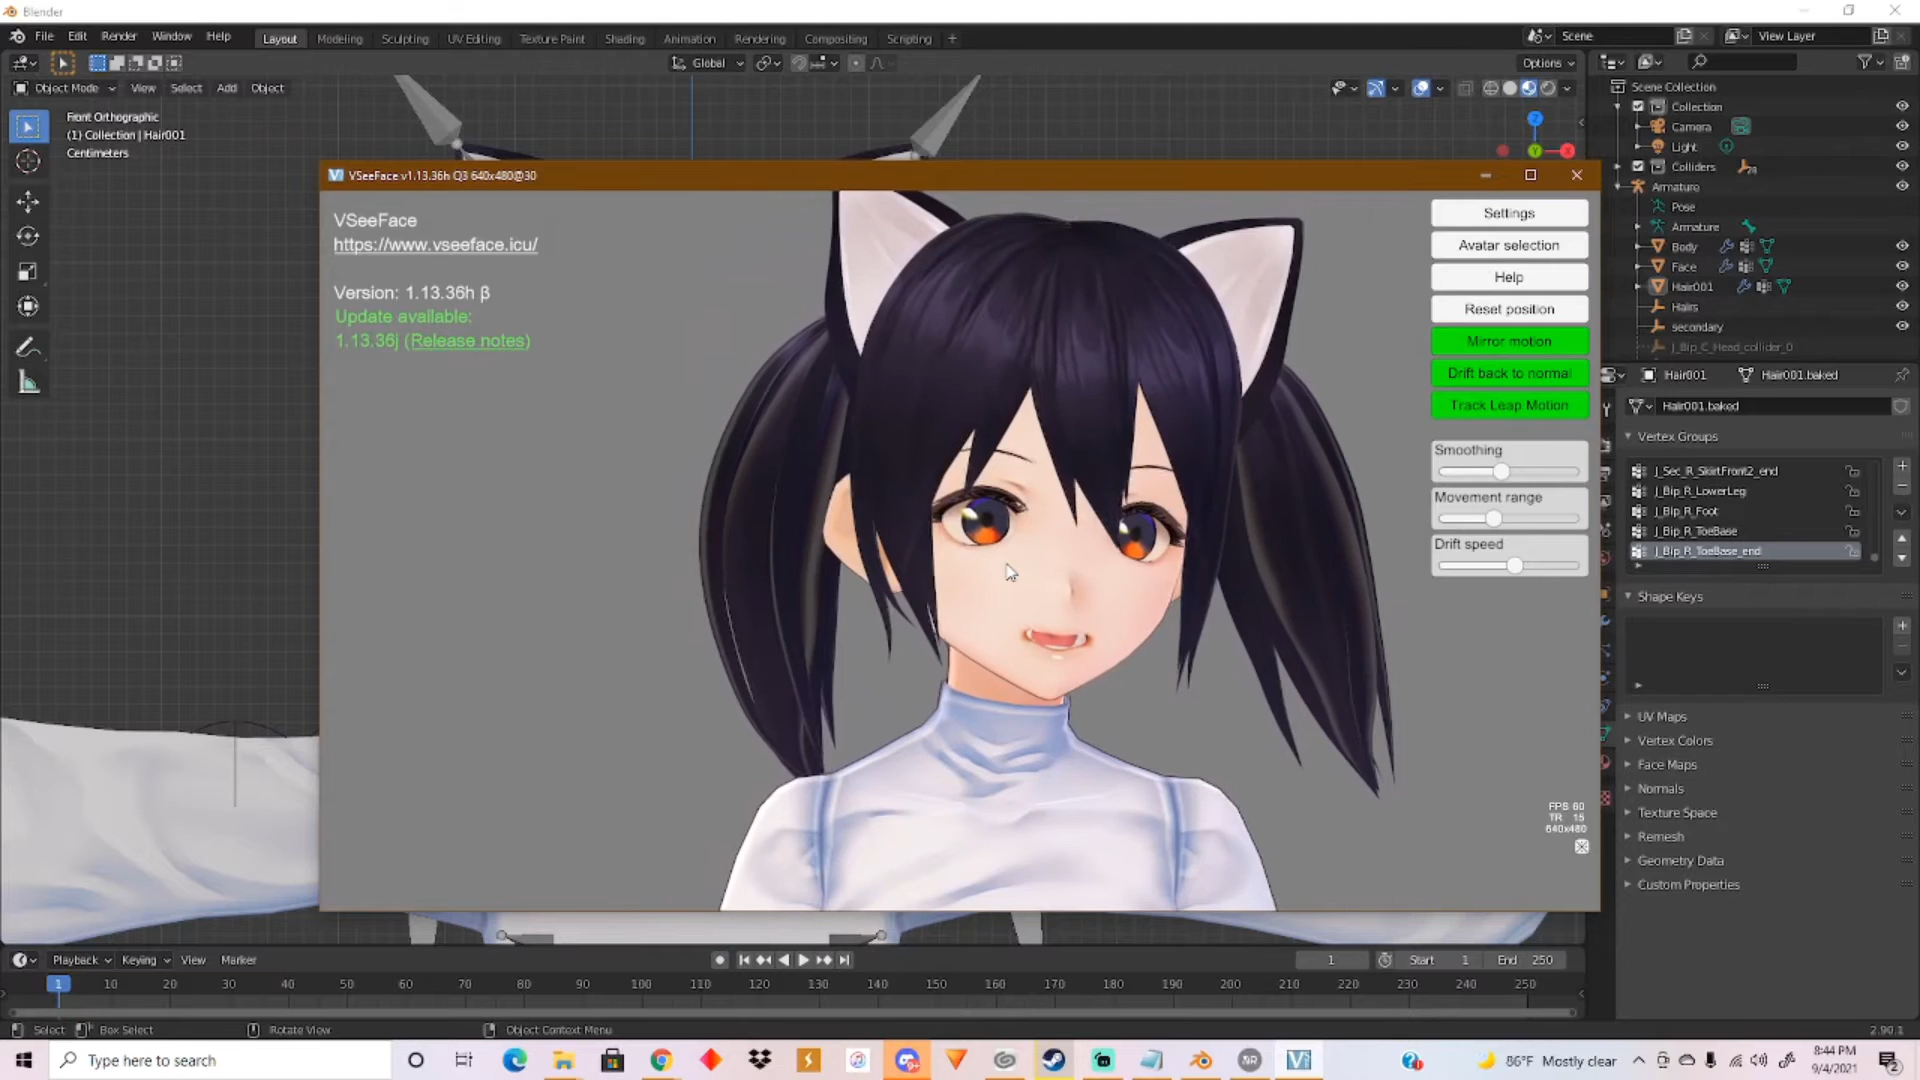 Blender
File Edit Render Window Help
Layout Modeling Sculpting UV Editing Texture Paint Shading Animation Rendering Compositing Scripting +
Scene
View Layer
Global
Options
Object Mode View Select Add Object
Front Orthographic
(1) Collection | Hair001
Centimeters
Scene Collection
Collection
Camera
Light
Colliders
Armature
Pose
Armature
Body
Face
Hair001
Hairs
secondary
J_Bip_C_Head_collider_0
VSeeFace v1.13.36h Q3 640x480@30
VSeeFace
https://www.vseeface.icu/
Version: 1.13.36h β
Update available:
1.13.36j (Release notes)
Settings
Avatar selection
Help
Reset position
Mirror motion
Drift back to normal
Track Leap Motion
Smoothing
Movement range
Drift speed
FPS 60
TR 15
640x480
Hair001 Hair001.baked
Hair001.baked
Vertex Groups
J_Sec_R_SkirtFront2_end
J_Bip_R_LowerLeg
J_Bip_R_Foot
J_Bip_R_ToeBase
J_Bip_R_ToeBase_end
Shape Keys
UV Maps
Vertex Colors
Face Maps
Normals
Texture Space
Remesh
Geometry Data
Custom Properties
Playback Keying View Marker
1 Start 1 End 250
1 10 20 30 40 50 60 70 80 90 100 110 120 130 140 150 160 170 180 190 200 210 220 230 240 250
Select Box Select Rotate View Object Context Menu
2.90.1
Type here to search
86°F Mostly clear
8:44 PM
9/4/2021